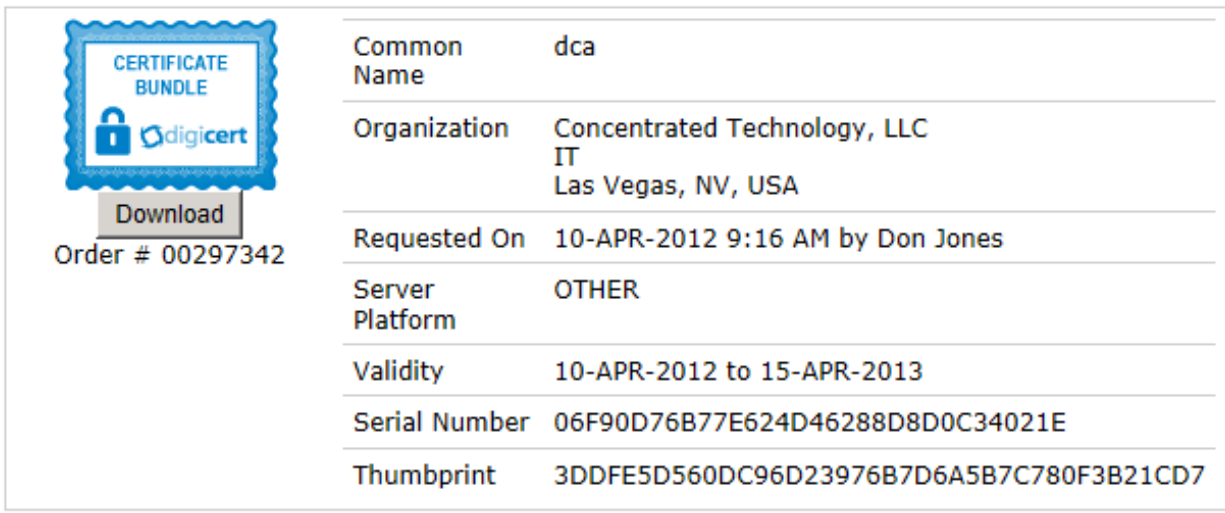 CERTIFICATE
BUNDLE
digicert
Download
Order # 00297342
Common Name dca
Organization Concentrated Technology, LLC
IT
Las Vegas, NV, USA
Requested On 10-APR-2012 9:16 AM by Don Jones
Server Platform OTHER
Validity 10-APR-2012 to 15-APR-2013
Serial Number 06F90D76B77E624D46288D8D0C34021E
Thumbprint 3DDFE5D560DC96D23976B7D6A5B7C780F3B21CD7